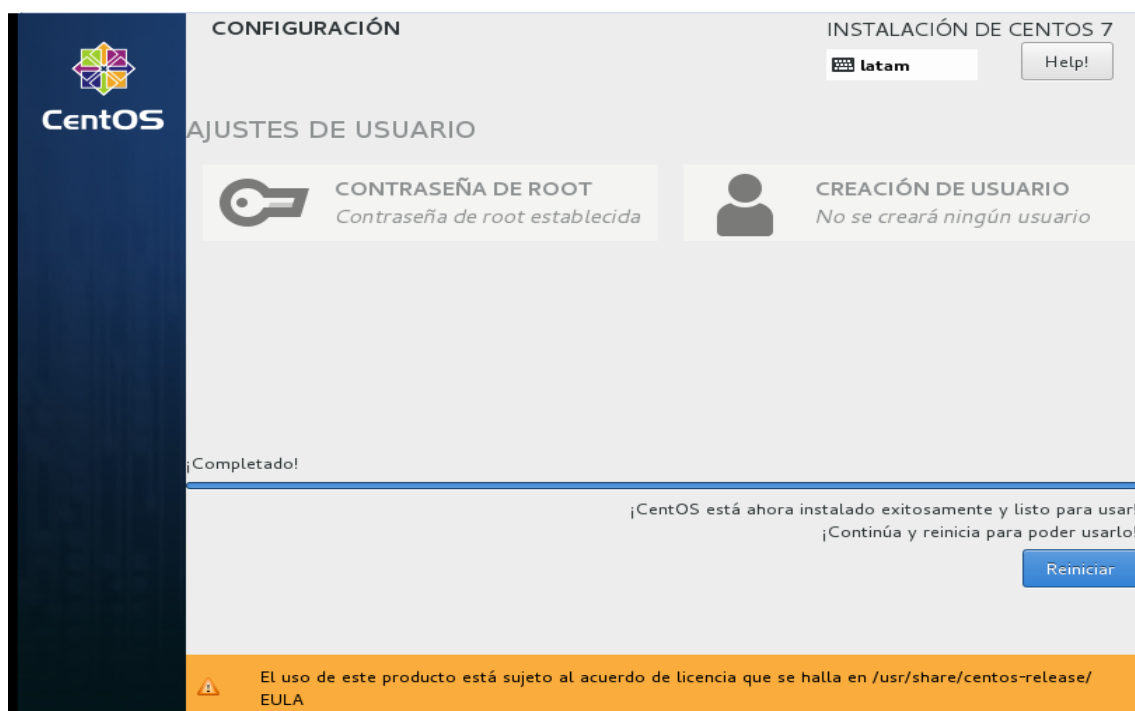 CONFIGURACIÓN
INSTALACIÓN DE CENTOS 7
latam
Help!
CentOS
AJUSTES DE USUARIO
CONTRASEÑA DE ROOT
Contraseña de root establecida
CREACIÓN DE USUARIO
No se creará ningún usuario
¡Completado!
¡CentOS está ahora instalado exitosamente y listo para usar!
¡Continúa y reinicia para poder usarlo!
Reiniciar
El uso de este producto está sujeto al acuerdo de licencia que se halla en /usr/share/centos-release/
EULA